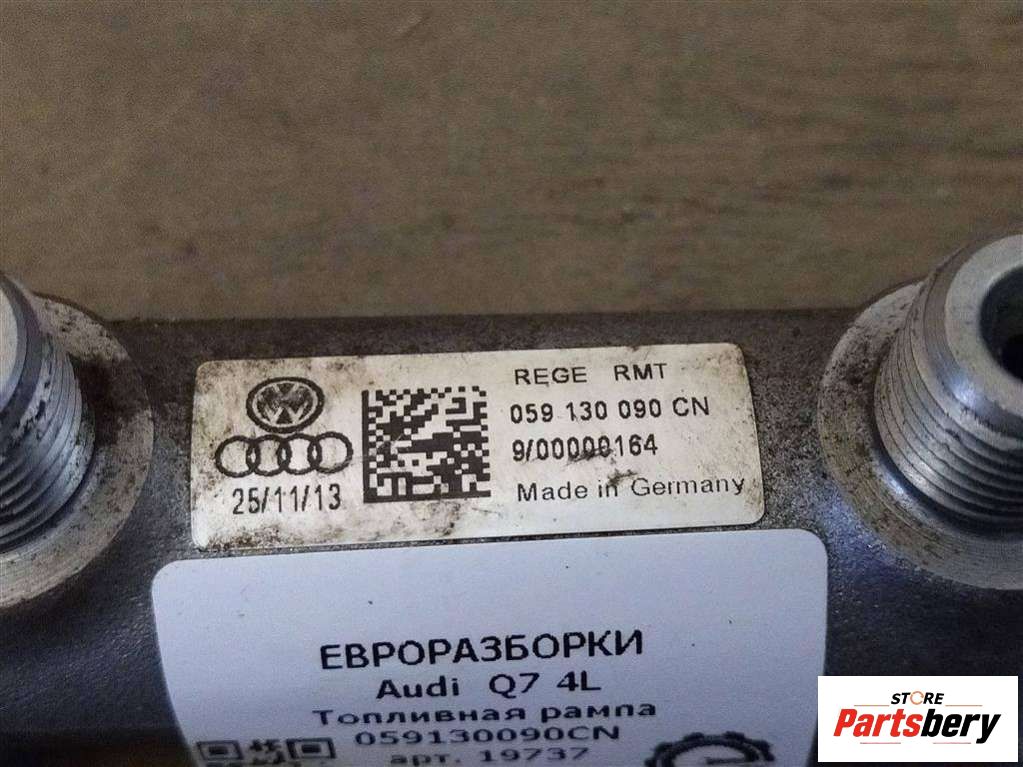 REGE RMT
059 130 090 CN
9/00000164
25/11/13
Made in Germany
ЕВРОРАЗБОРКИ
Audi Q7 4L
Топливная рампа
059130090CN
арт. 19737
STORE
Partsbery